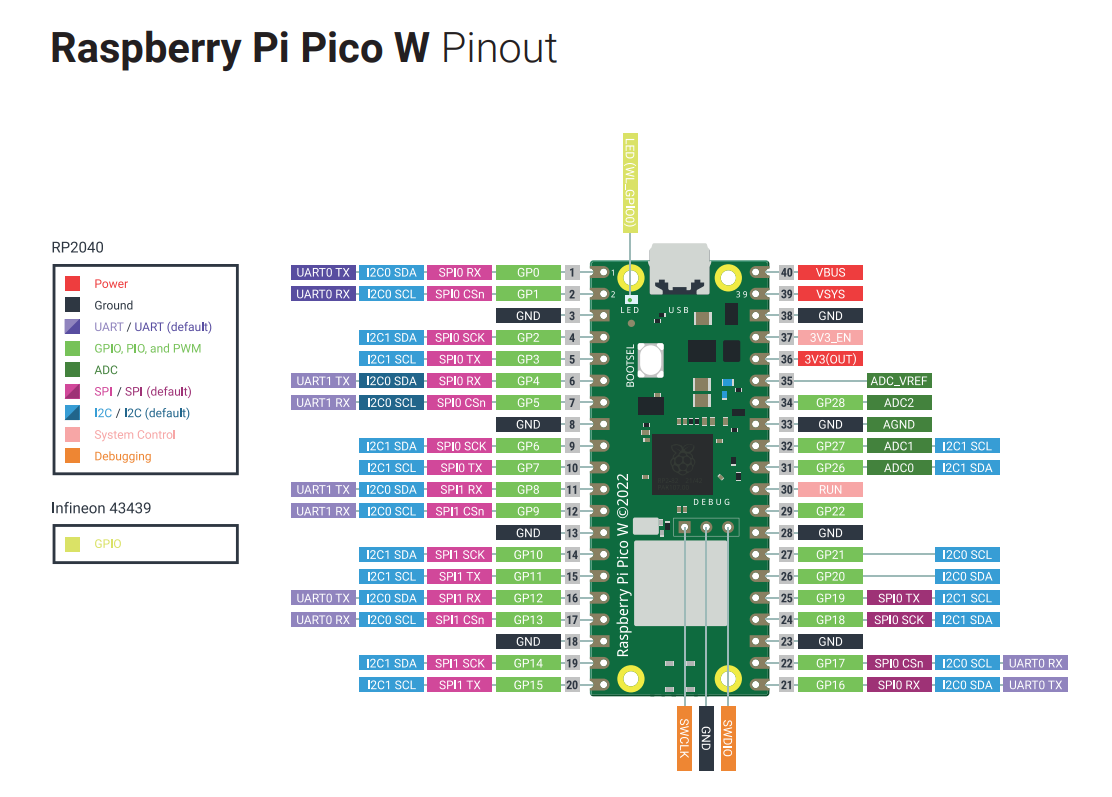 Raspberry Pi Pico W Pinout
LED (WL_GPIO0)
RP2040
Power
Ground
UART / UART (default)
GPIO, PIO, and PWM
ADC
SPI / SPI (default)
I2C / I2C (default)
System Control
Debugging
Infineon 43439
GPIO
UART0 TX I2C0 SDA SPI0 RX GP0 1
UART0 RX I2C0 SCL SPI0 CSn GP1 2
GND 3
I2C1 SDA SPI0 SCK GP2 4
I2C1 SCL SPI0 TX GP3 5
UART1 TX I2C0 SDA SPI0 RX GP4 6
UART1 RX I2C0 SCL SPI0 CSn GP5 7
GND 8
I2C1 SDA SPI0 SCK GP6 9
I2C1 SCL SPI0 TX GP7 10
UART1 TX I2C0 SDA SPI1 RX GP8 11
UART1 RX I2C0 SCL SPI1 CSn GP9 12
GND 13
I2C1 SDA SPI1 SCK GP10 14
I2C1 SCL SPI1 TX GP11 15
UART0 TX I2C0 SDA SPI1 RX GP12 16
UART0 RX I2C0 SCL SPI1 CSn GP13 17
GND 18
I2C1 SDA SPI1 SCK GP14 19
I2C1 SCL SPI1 TX GP15 20
1
2
39
LED
USB
BOOTSEL
DEBUG
Raspberry Pi Pico W ©2022
40 VBUS
39 VSYS
38 GND
37 3V3_EN
36 3V3(OUT)
35 ADC_VREF
34 GP28 ADC2
33 GND AGND
32 GP27 ADC1 I2C1 SCL
31 GP26 ADC0 I2C1 SDA
30 RUN
29 GP22
28 GND
27 GP21 I2C0 SCL
26 GP20 I2C0 SDA
25 GP19 SPI0 TX I2C1 SCL
24 GP18 SPI0 SCK I2C1 SDA
23 GND
22 GP17 SPI0 CSn I2C0 SCL UART0 RX
21 GP16 SPI0 RX I2C0 SDA UART0 TX
SWCLK
GND
SWDIO